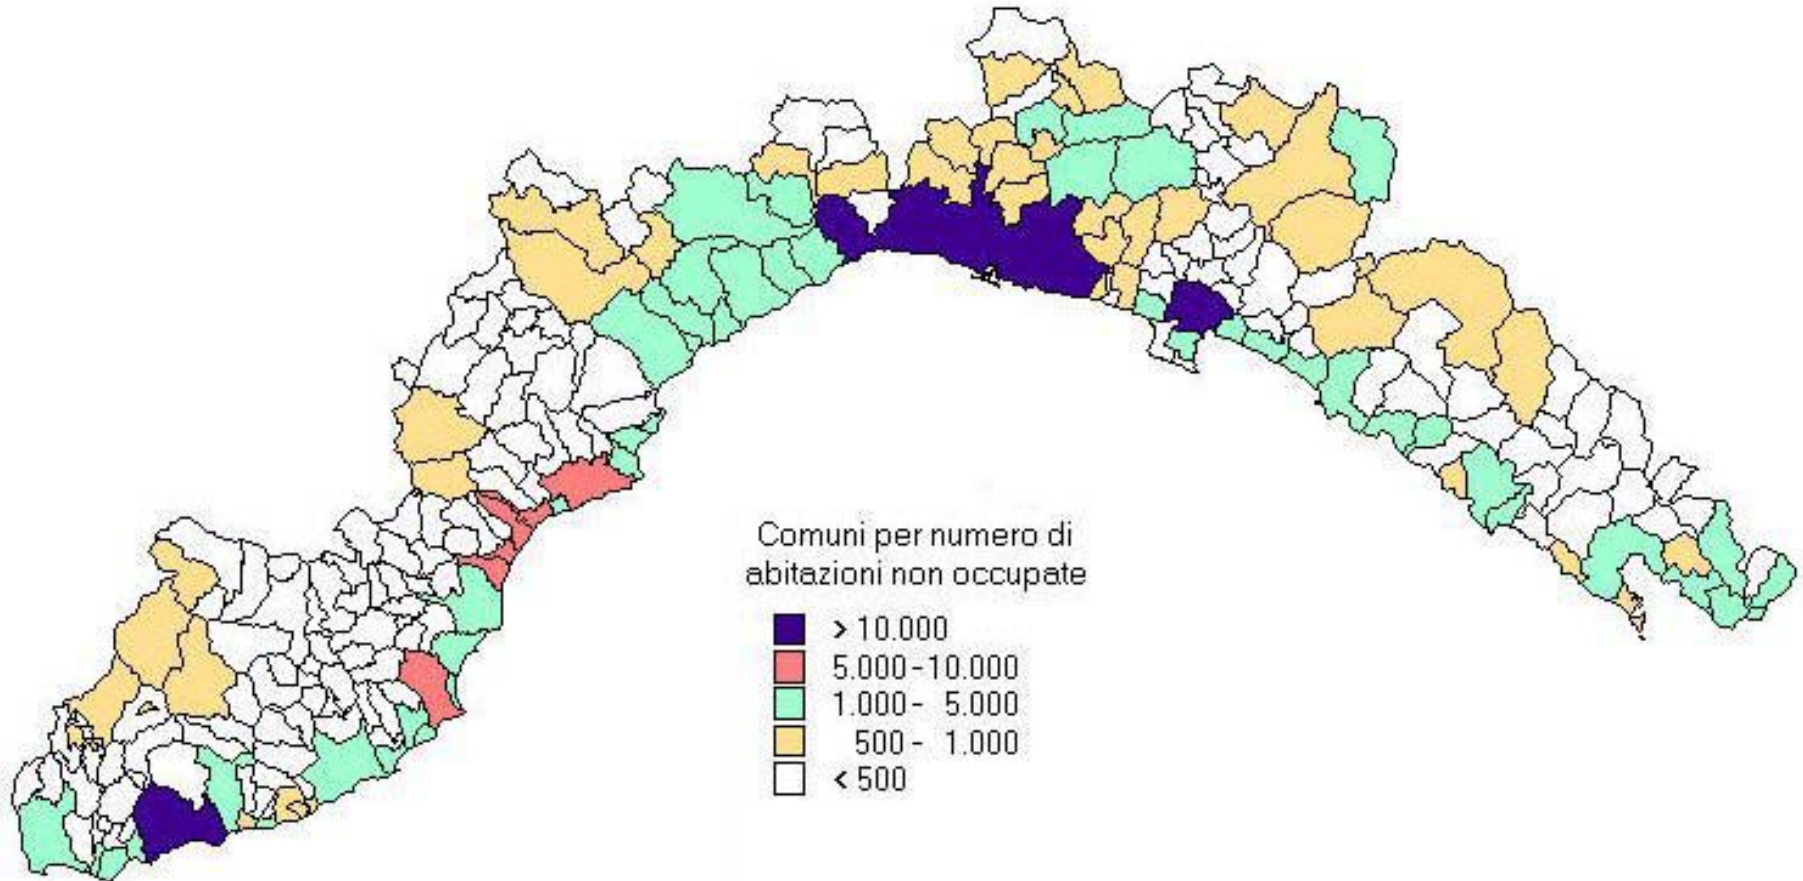 Comuni per numero di
abitazioni non occupate
> 10.000
5.000-10.000
1.000- 5.000
500- 1.000
< 500